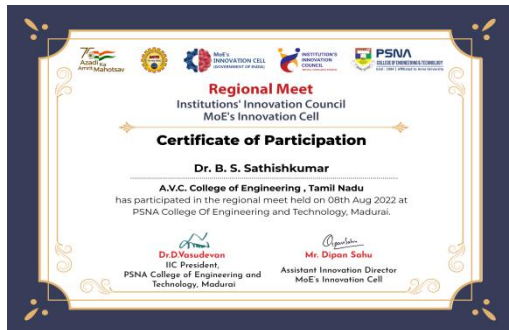 Azadi Ka
Amrit Mahotsav
MoE's
INNOVATION CELL
(GOVERNMENT OF INDIA)
INSTITUTION'S
INNOVATION
COUNCIL
PSNA
COLLEGE OF ENGINEERING & TECHNOLOGY
Regional Meet
Institutions' Innovation Council
MoE's Innovation Cell
Certificate of Participation
Dr. B. S. Sathishkumar
A.V.C. College of Engineering , Tamil Nadu
has participated in the regional meet held on 08th Aug 2022 at
PSNA College Of Engineering and Technology, Madurai.
Dr.D.Vasudevan
IIC President,
PSNA College of Engineering and
Technology, Madurai
Mr. Dipan Sahu
Assistant Innovation Director
MoE's Innovation Cell